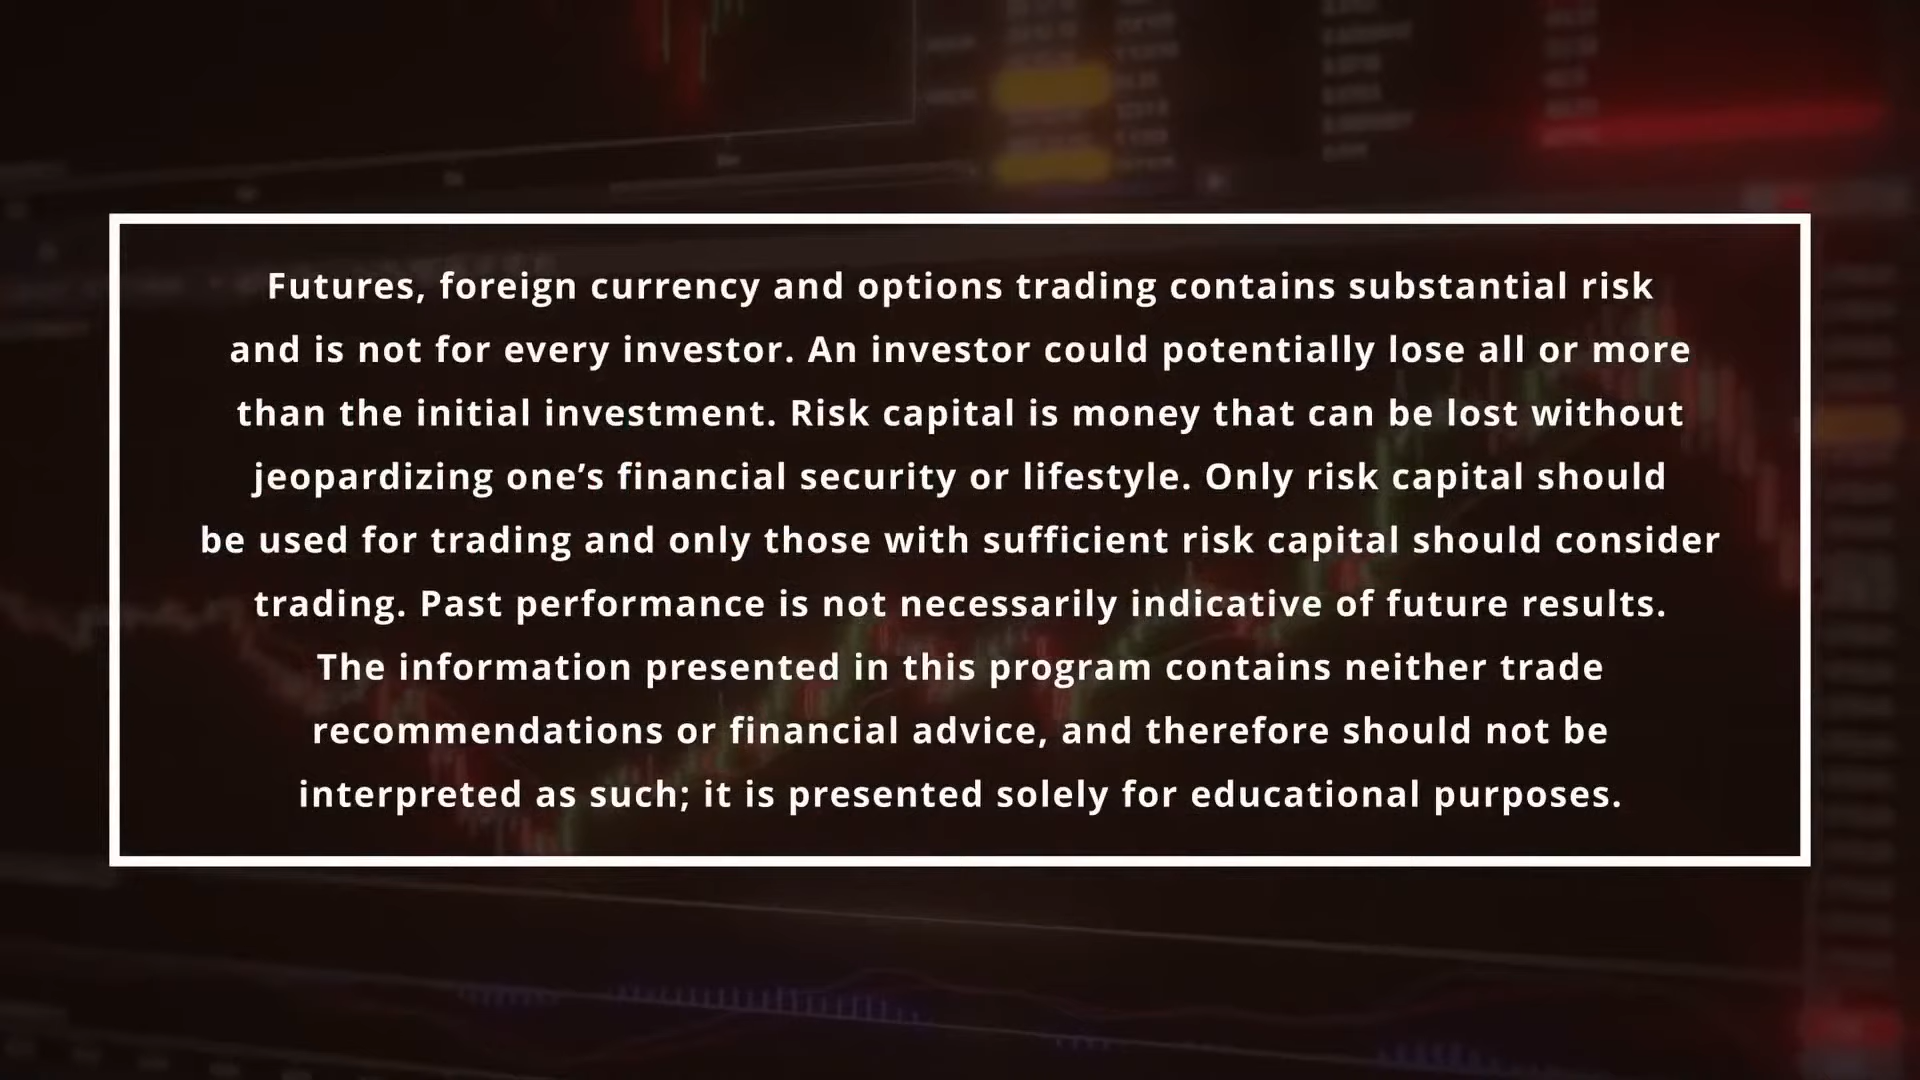 Futures, foreign currency and options trading contains substantial risk
and is not for every investor. An investor could potentially lose all or more
than the initial investment. Risk capital is money that can be lost without
jeopardizing one’s financial security or lifestyle. Only risk capital should
be used for trading and only those with sufficient risk capital should consider
trading. Past performance is not necessarily indicative of future results.
The information presented in this program contains neither trade
recommendations or financial advice, and therefore should not be
interpreted as such; it is presented solely for educational purposes.